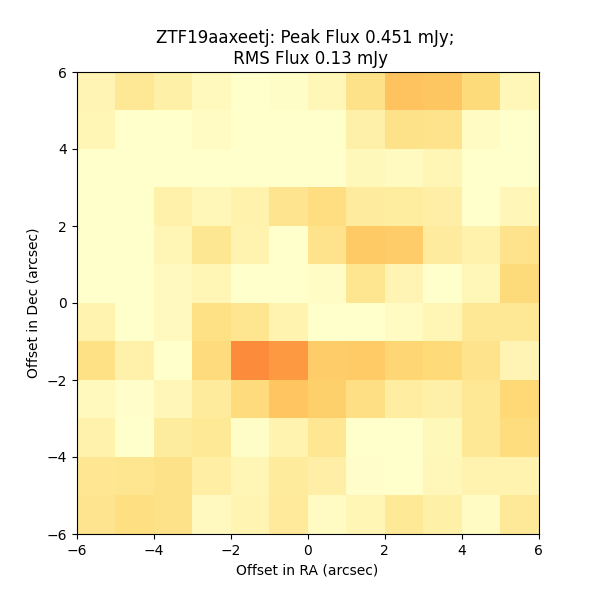 ZTF19aaxeetj: Peak Flux 0.451 mJy;
RMS Flux 0.13 mJy
6
4
2
0
−2
−4
−6
Offset in Dec (arcsec)
−6 −4 −2 0 2 4 6
Offset in RA (arcsec)